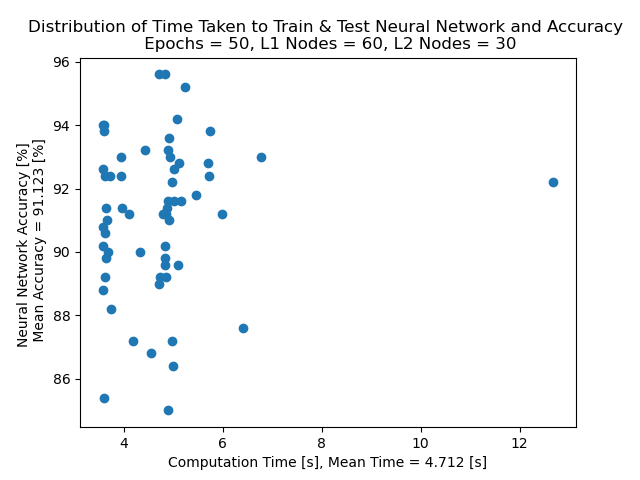 Distribution of Time Taken to Train & Test Neural Network and Accuracy
Epochs = 50, L1 Nodes = 60, L2 Nodes = 30
Neural Network Accuracy [%]
Mean Accuracy = 91.123 [%]
96
94
92
90
88
86
4 6 8 10 12
Computation Time [s], Mean Time = 4.712 [s]